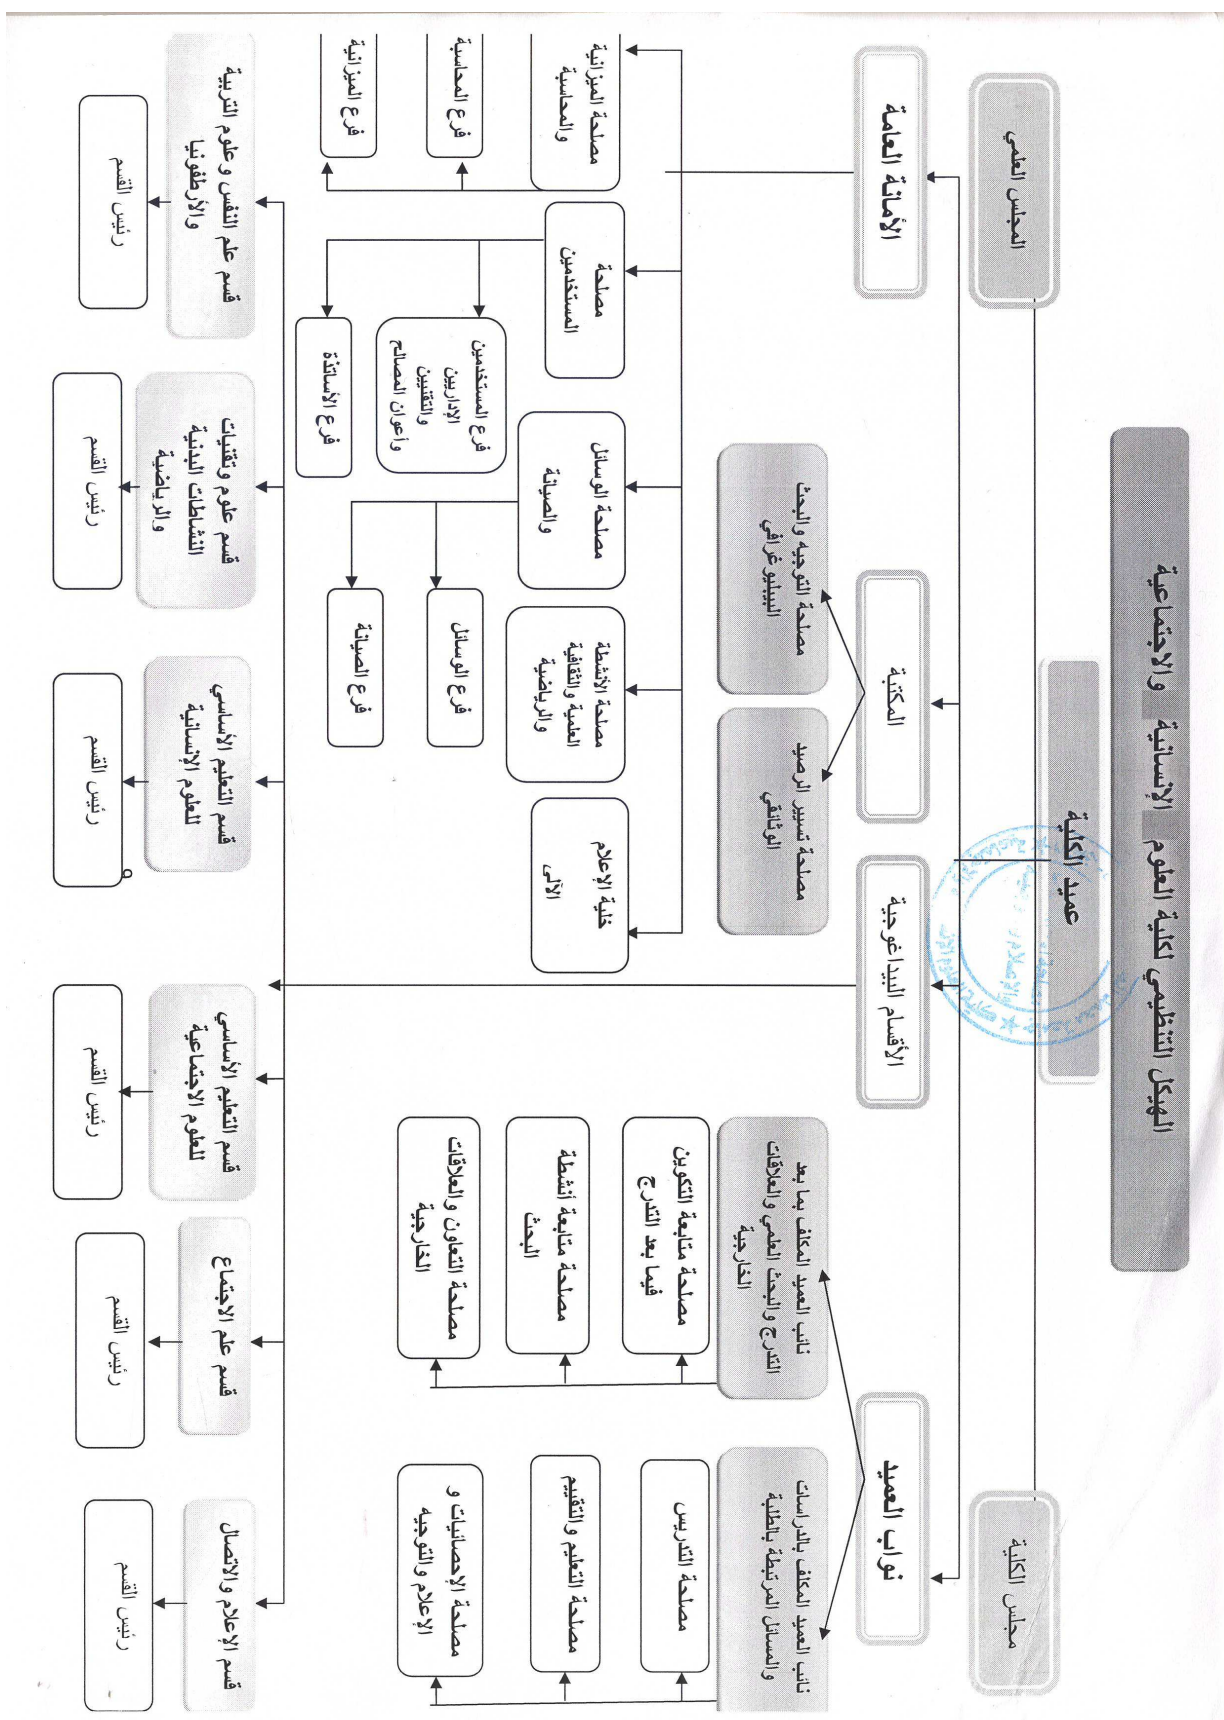 الهيكل التنظيمي لكلية العلوم الإنسانية والاجتماعية
عميد الكلية
مجلس الكلية
المجلس العلمي
نواب العميد
الأقسام البيداغوجية
المكتبة
الأمانة العامة
نائب العميد المكلف بالدراسات
والمسائل المرتبطة بالطلبة
نائب العميد المكلف بما بعد
التدرج والبحث العلمي والعلاقات
الخارجية
مصلحة تسيير الرصيد
الوثائقي
مصلحة التوجيه والبحث
البيبليوغرافي
مصلحة التدريس
مصلحة التعليم والتقييم
مصلحة الإحصائيات و
الإعلام والتوجيه
مصلحة متابعة التكوين
فيما بعد التدرج
مصلحة متابعة أنشطة
البحث
مصلحة التعاون والعلاقات
الخارجية
خلية الإعلام
الآلي
مصلحة الأنشطة
العلمية والثقافية
والرياضية
مصلحة الوسائل
والصيانة
مصلحة
المستخدمين
مصلحة الميزانية
والمحاسبة
فرع الوسائل
فرع الصيانة
فرع المستخدمين
الإداريين
والتقنيين
وأعوان المصالح
فرع الأساتذة
فرع المحاسبة
فرع الميزانية
قسم الإعلام والاتصال
رئيس القسم
قسم علم الاجتماع
رئيس القسم
قسم التعليم الأساسي
للعلوم الاجتماعية
رئيس القسم
قسم التعليم الأساسي
للعلوم الإنسانية
رئيس القسم
قسم علوم وتقنيات
النشاطات البدنية
والرياضية
رئيس القسم
قسم علم النفس وعلوم التربية
والأرطفونيا
رئيس القسم